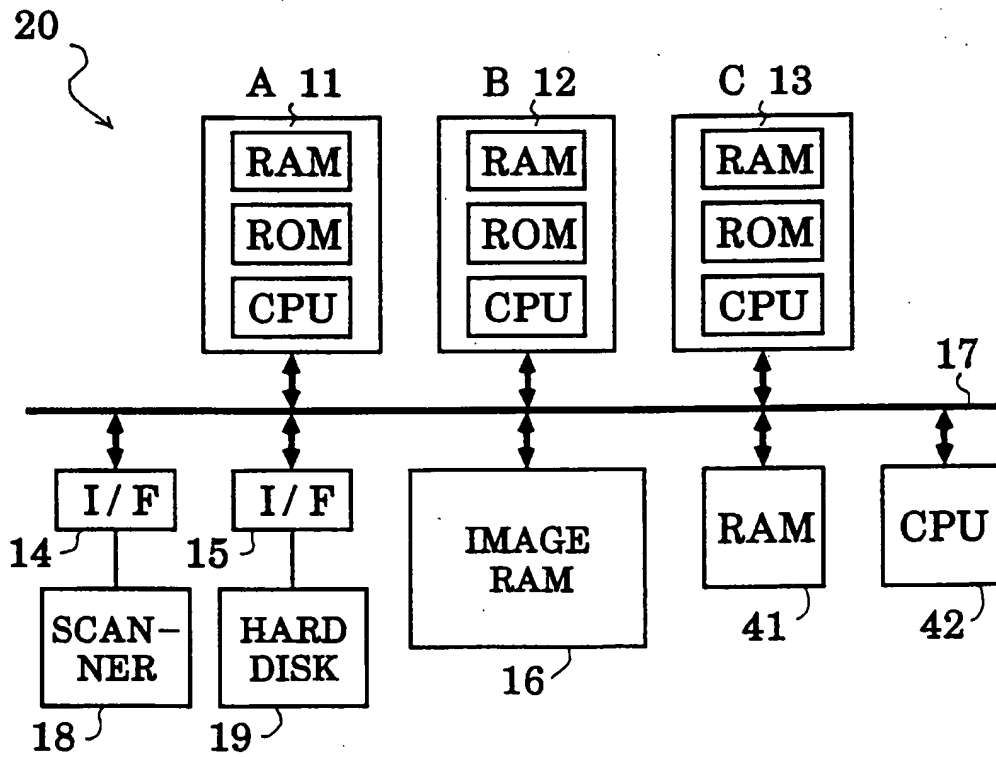 20
A 11
B 12
C 13
RAM
RAM
RAM
ROM
ROM
ROM
CPU
CPU
CPU
17
I/F
I/F
IMAGE
RAM
RAM
CPU
14
15
SCAN-
NER
HARD
DISK
16
41
42
18
19